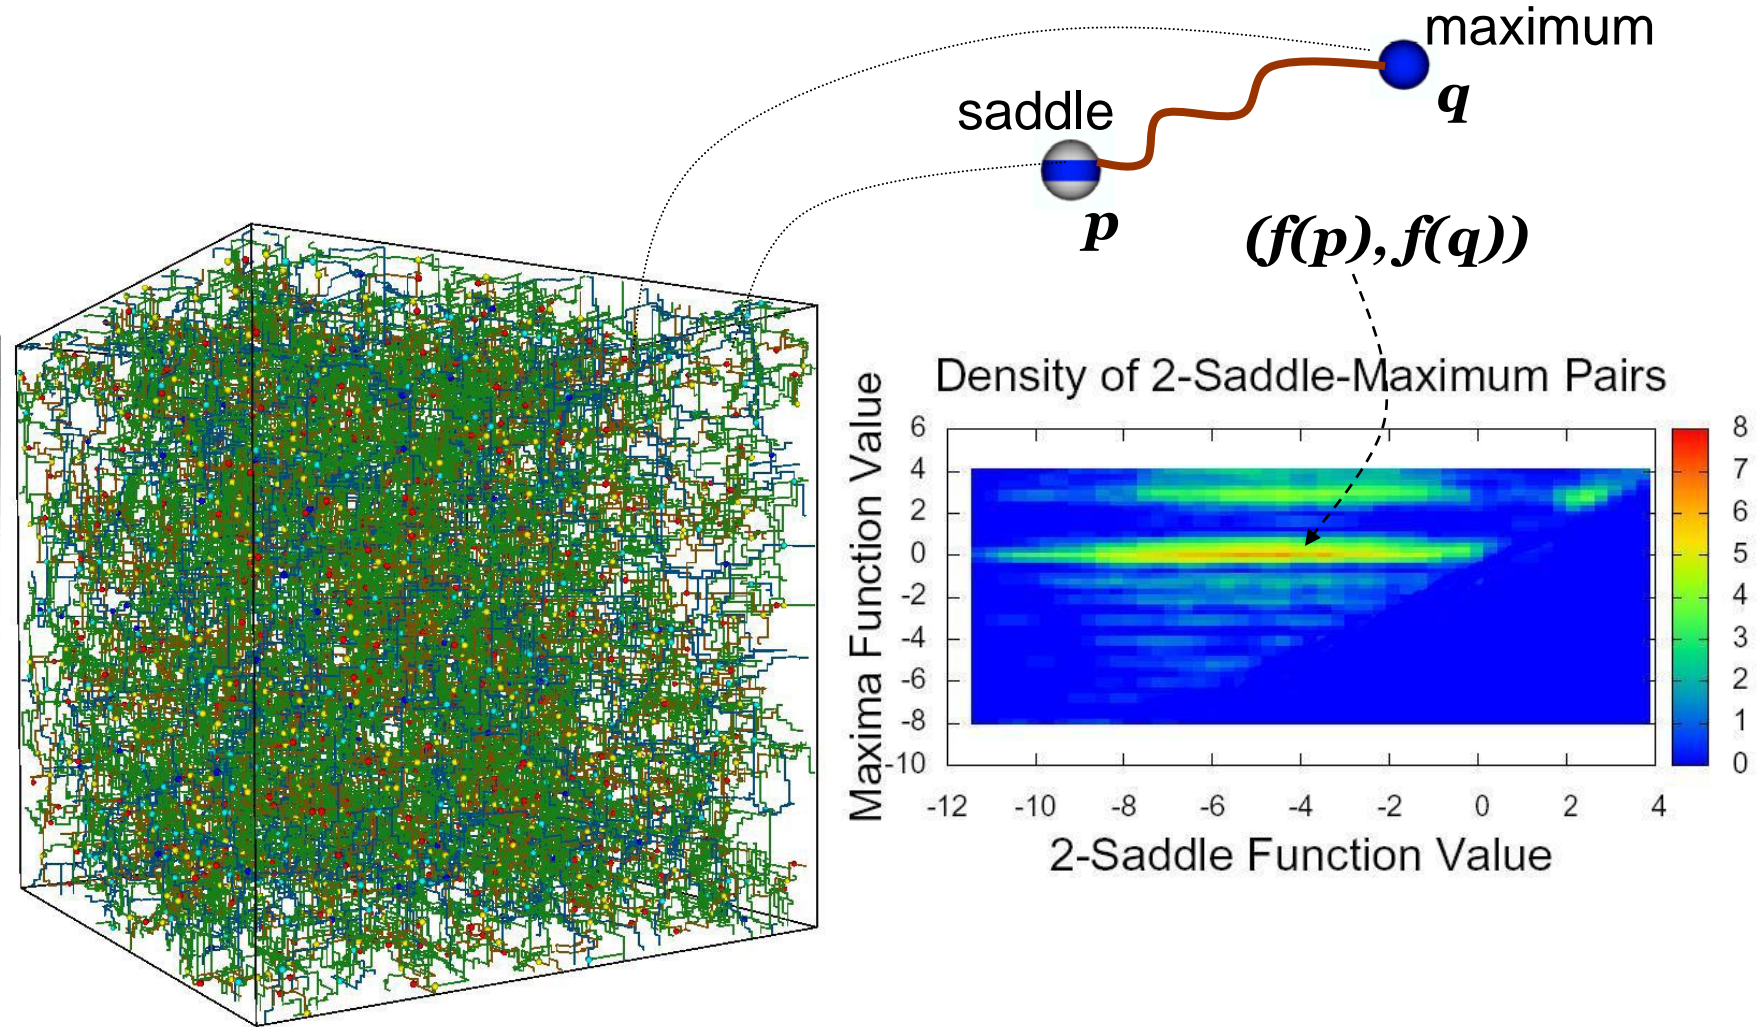 maximum
q
saddle
p
(f(p), f(q))
Density of 2-Saddle-Maximum Pairs
Maxima Function Value
6
4
2
0
-2
-4
-6
-8
-10
-12 -10 -8 -6 -4 -2 0 2 4
2-Saddle Function Value
8
7
6
5
4
3
2
1
0